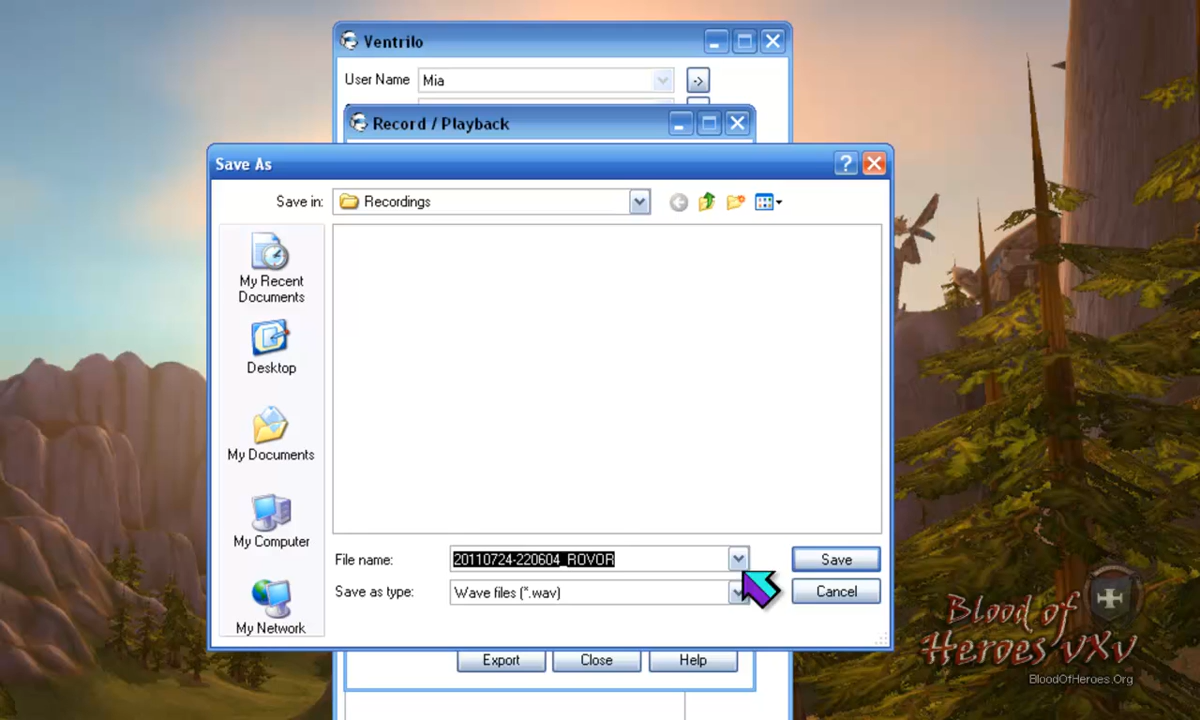 Ventrilo
User Name Mia
Record / Playback
Save As
Save in: Recordings
My Recent
Documents
Desktop
My Documents
My Computer
My Network
File name: 20110724-220604_ROVOR Save
Save as type: Wave files (*.wav) Cancel
Export Close Help
Blood of
Heroes vXv
BloodOfHeroes.Org